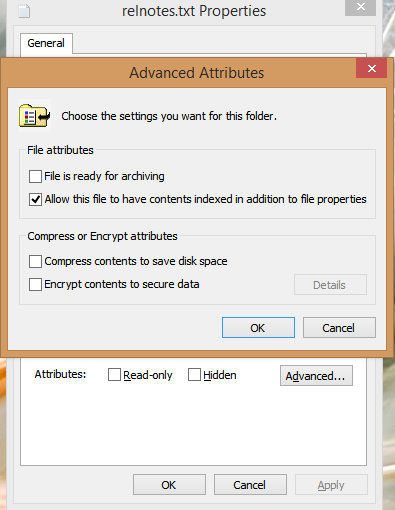 relnotes.txt Properties
General
Advanced Attributes
Choose the settings you want for this folder.
File attributes
File is ready for archiving
Allow this file to have contents indexed in addition to file properties
Compress or Encrypt attributes
Compress contents to save disk space
Encrypt contents to secure data
Details
OK Cancel
Attributes: Read-only Hidden Advanced...
OK Cancel Apply